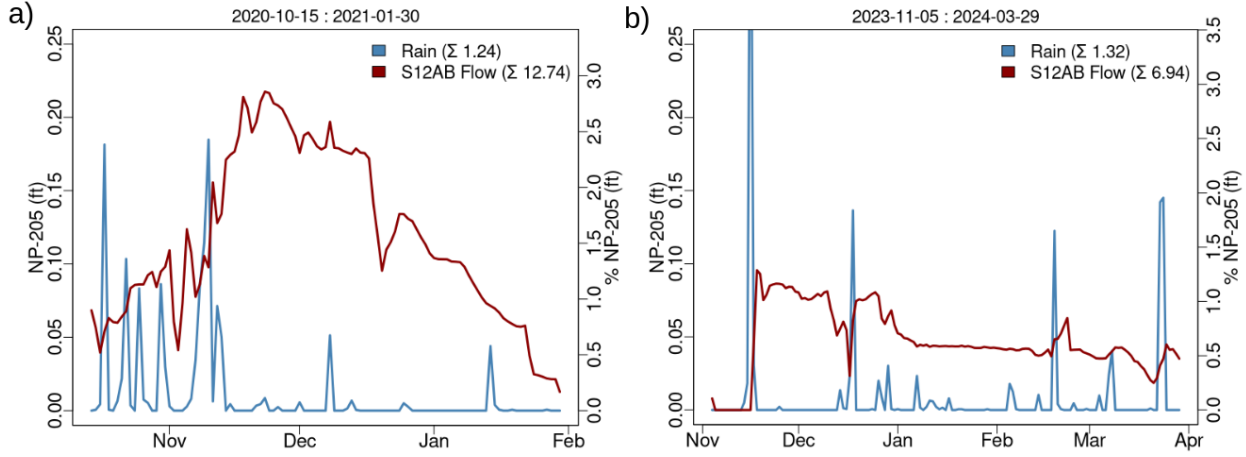 a)
2020-10-15 : 2021-01-30
Rain (Σ 1.24)
S12AB Flow (Σ 12.74)
NP-205 (ft)
0.25
0.20
0.15
0.10
0.05
0.00
% NP-205 (ft)
3.0
2.5
2.0
1.5
1.0
0.5
0.0
Nov Dec Jan Feb
b)
2023-11-05 : 2024-03-29
Rain (Σ 1.32)
S12AB Flow (Σ 6.94)
NP-205 (ft)
0.25
0.20
0.15
0.10
0.05
0.00
% NP-205 (ft)
3.5
3.0
2.5
2.0
1.5
1.0
0.5
0.0
Nov Dec Jan Feb Mar Apr